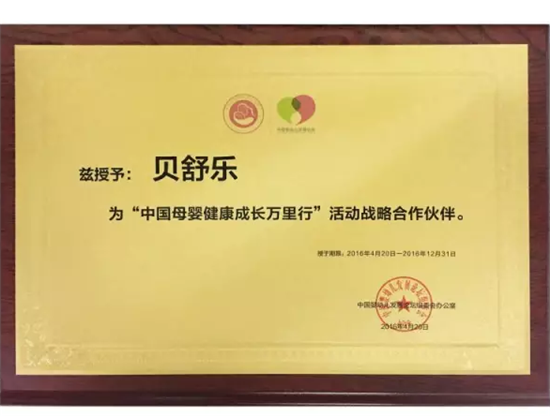 兹授予： 贝舒乐
为“中国母婴健康成长万里行”活动战略合作伙伴。
授予期限：2016年4月20日—2016年12月31日
2016年4月20日